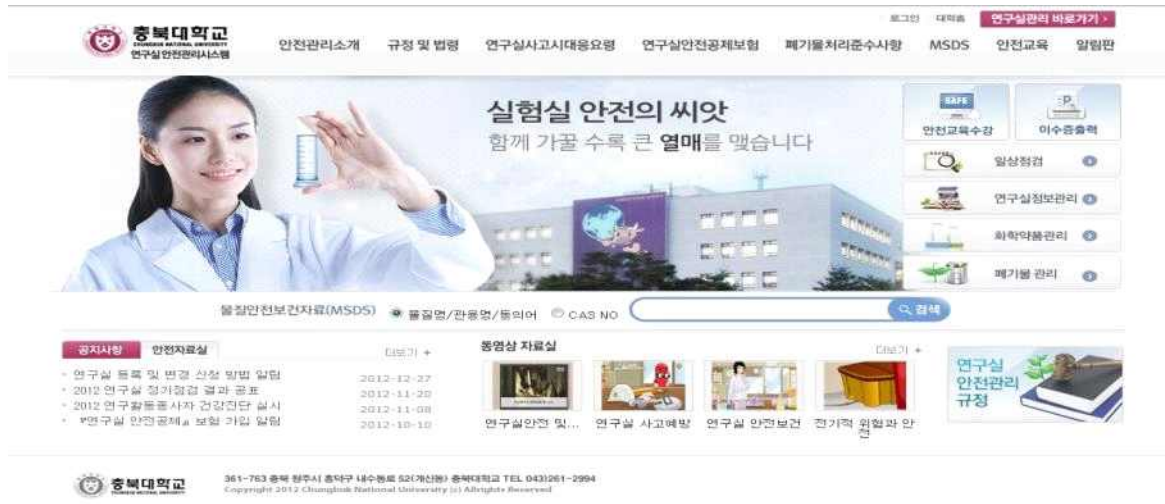 로그인 대학홈 연구실관리 바로가기 ›
충북대학교
CHUNGBUK NATIONAL UNIVERSITY
연구실안전관리시스템
안전관리소개 규정 및 법령 연구실사고시대응요령 연구실안전공제보험 폐기물처리준수사항 MSDS 안전교육 알림판
실험실 안전의 씨앗
함께 가꿀 수록 큰 열매를 맺습니다
SAFE
안전교육수강 이수증출력
일상점검
연구실정보관리
화학약품관리
폐기물 관리
물질안전보건자료(MSDS) 물질명/관용명/동의어 CAS NO 검색
공지사항 안전자료실 더보기 +
연구실 등록 및 변경 신청 방법 알림 2012-12-27
2012 연구실 정기점검 결과 공표 2012-11-20
2012 연구활동종사자 건강진단 실시 2012-11-08
『연구실 안전공제』 보험 가입 알림 2012-10-10
동영상 자료실 더보기 +
연구실안전 및... 연구실 사고예방 연구실 안전보건 전기적 위험과 안전
연구실
안전관리
규정
충북대학교
361-763 충북 청주시 흥덕구 내수동로 52(개신동) 충북대학교 TEL 043)261-2994
Copyright 2012 Chungbuk National University (c) Allrights Reserved